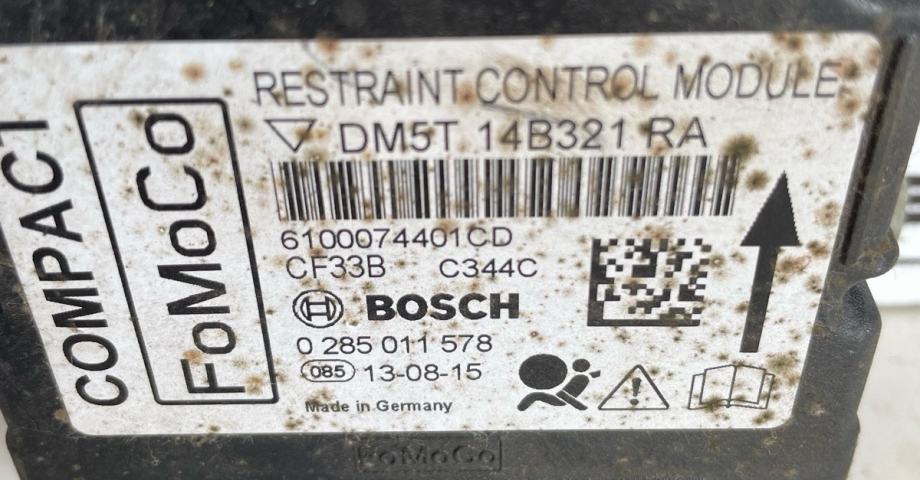 RESTRAINT CONTROL MODULE
DM5T 14B321 RA
6100074401CD
CF33B C344C
BOSCH
0 285 011 578
085 13-08-15
Made in Germany
COMPACT
FoMoCo
FoMoCo